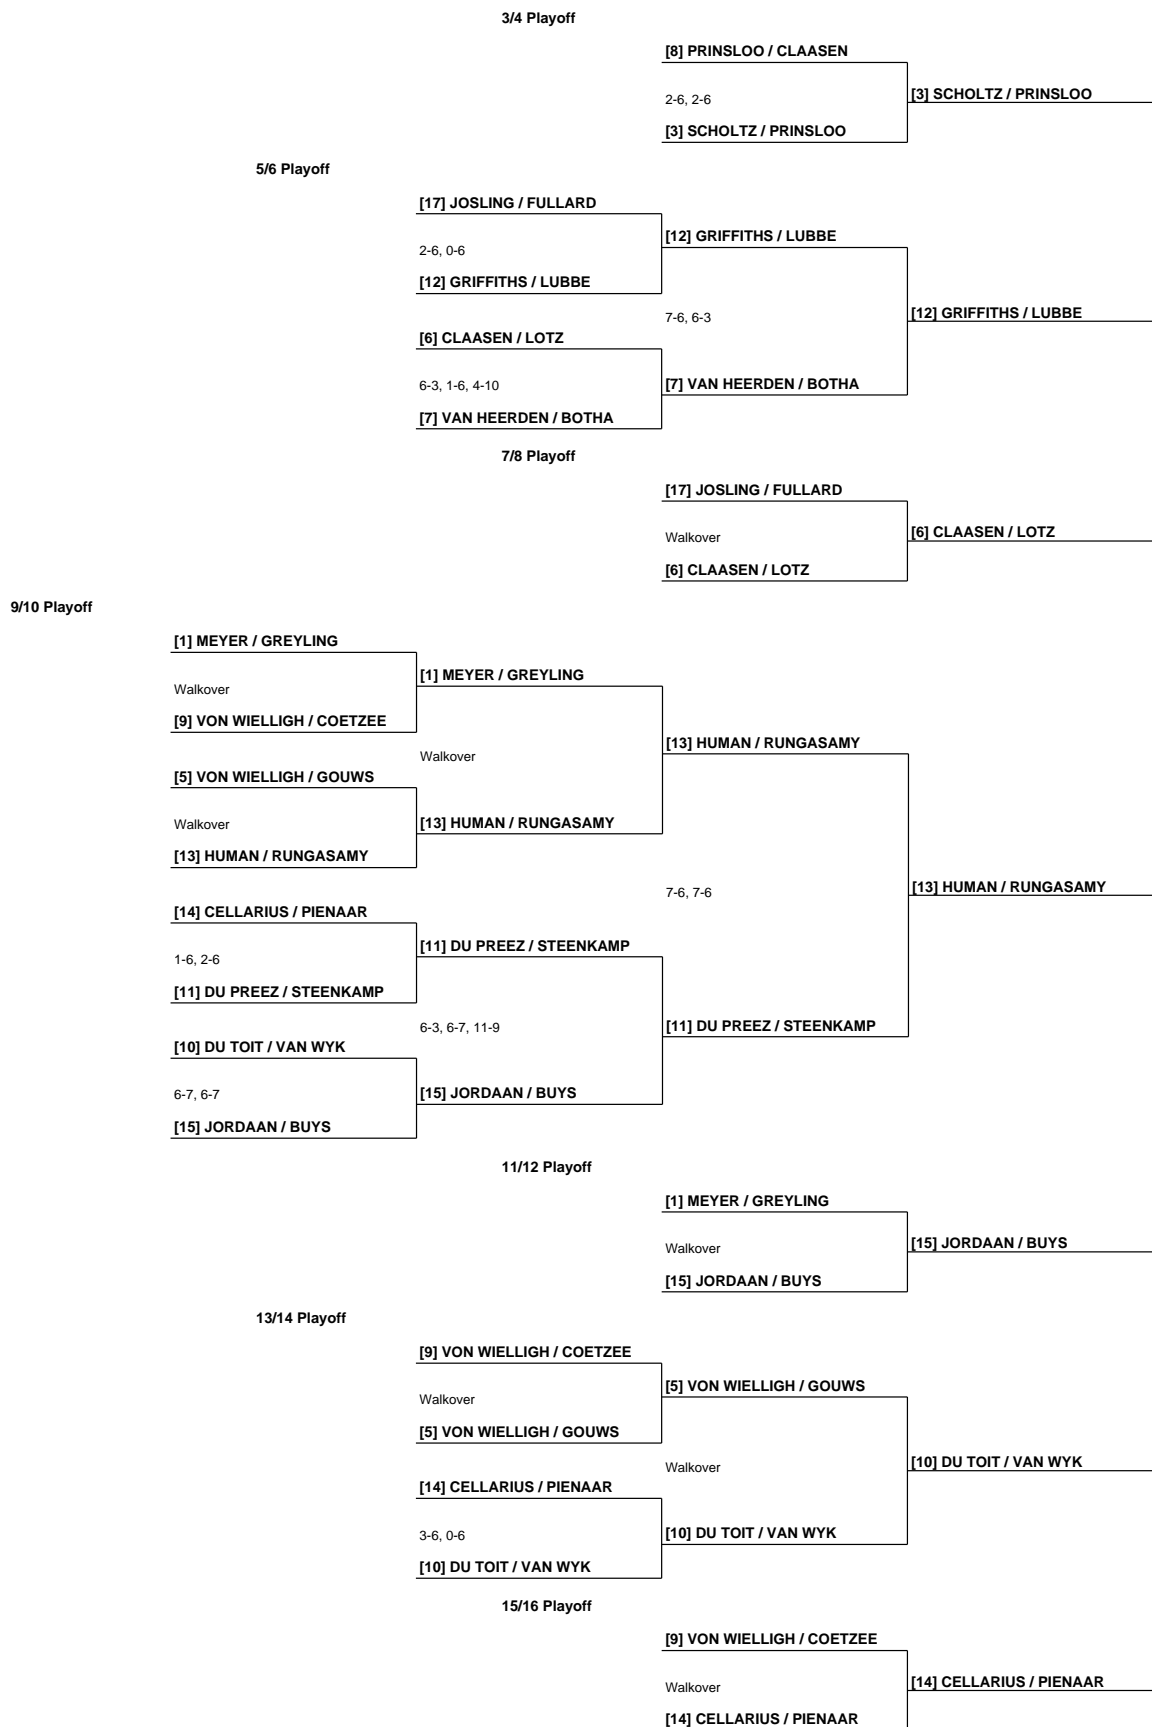 3/4 Playoff
[8] PRINSLOO / CLAASEN
2-6, 2-6
[3] SCHOLTZ / PRINSLOO
[3] SCHOLTZ / PRINSLOO
5/6 Playoff
[17] JOSLING / FULLARD
2-6, 0-6
[12] GRIFFITHS / LUBBE
[12] GRIFFITHS / LUBBE
7-6, 6-3
[12] GRIFFITHS / LUBBE
[6] CLAASEN / LOTZ
6-3, 1-6, 4-10
[7] VAN HEERDEN / BOTHA
[7] VAN HEERDEN / BOTHA
7/8 Playoff
[17] JOSLING / FULLARD
Walkover
[6] CLAASEN / LOTZ
[6] CLAASEN / LOTZ
9/10 Playoff
[1] MEYER / GREYLING
Walkover
[9] VON WIELLIGH / COETZEE
[1] MEYER / GREYLING
Walkover
[13] HUMAN / RUNGASAMY
[5] VON WIELLIGH / GOUWS
Walkover
[13] HUMAN / RUNGASAMY
[13] HUMAN / RUNGASAMY
7-6, 7-6
[13] HUMAN / RUNGASAMY
[14] CELLARIUS / PIENAAR
1-6, 2-6
[11] DU PREEZ / STEENKAMP
[11] DU PREEZ / STEENKAMP
6-3, 6-7, 11-9
[11] DU PREEZ / STEENKAMP
[10] DU TOIT / VAN WYK
6-7, 6-7
[15] JORDAAN / BUYS
[15] JORDAAN / BUYS
11/12 Playoff
[1] MEYER / GREYLING
Walkover
[15] JORDAAN / BUYS
[15] JORDAAN / BUYS
13/14 Playoff
[9] VON WIELLIGH / COETZEE
Walkover
[5] VON WIELLIGH / GOUWS
[5] VON WIELLIGH / GOUWS
Walkover
[10] DU TOIT / VAN WYK
[14] CELLARIUS / PIENAAR
3-6, 0-6
[10] DU TOIT / VAN WYK
[10] DU TOIT / VAN WYK
15/16 Playoff
[9] VON WIELLIGH / COETZEE
Walkover
[14] CELLARIUS / PIENAAR
[14] CELLARIUS / PIENAAR